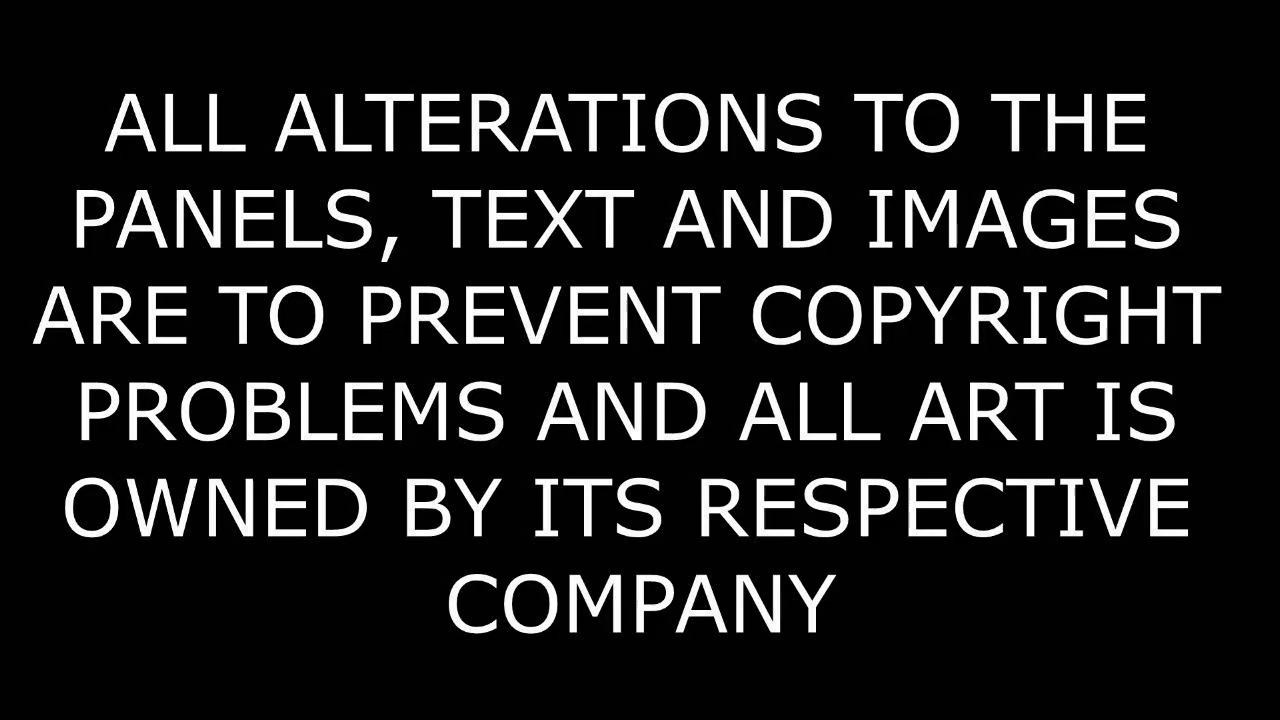 ALL ALTERATIONS TO THE
PANELS, TEXT AND IMAGES
ARE TO PREVENT COPYRIGHT
PROBLEMS AND ALL ART IS
OWNED BY ITS RESPECTIVE
COMPANY